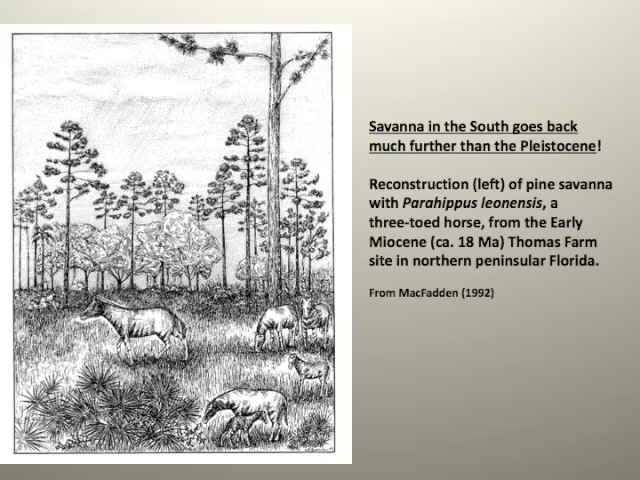 Savanna in the South goes back
much further than the Pleistocene!
Reconstruction (left) of pine savanna
with Parahippus leonensis, a
three-toed horse, from the Early
Miocene (ca. 18 Ma) Thomas Farm
site in northern peninsular Florida.
From MacFadden (1992)